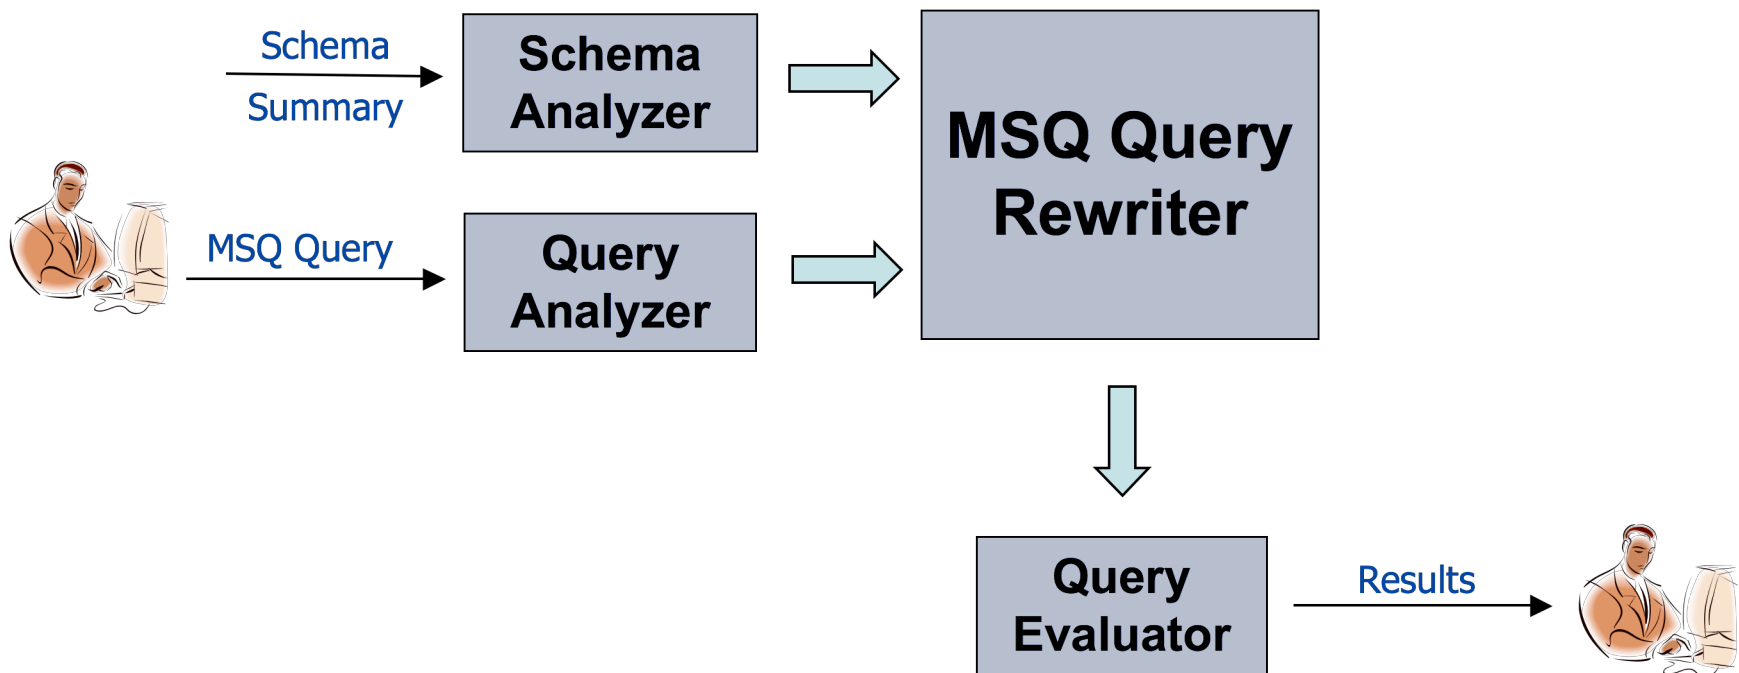 Schema
Summary
Schema
Analyzer
MSQ Query
Rewriter
MSQ Query
Query
Analyzer
Query
Evaluator
Results